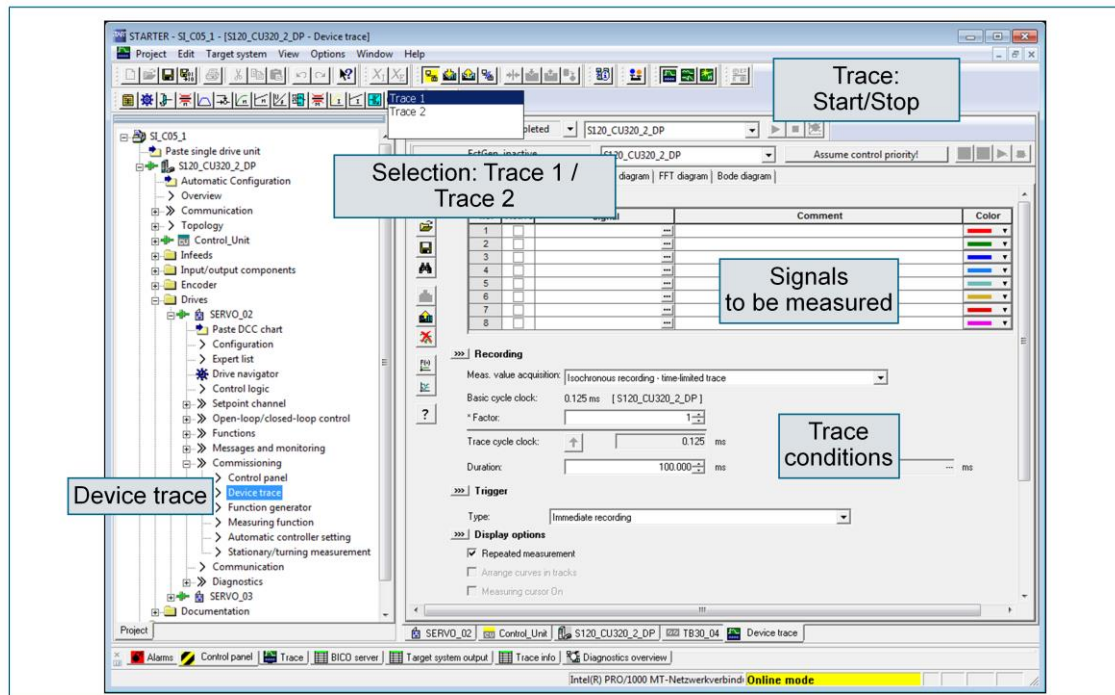 STARTER - SI_C05_1 - [S120_CU320_2_DP - Device trace]
Project Edit Target system View Options Window Help
Trace 1
Trace 2
Trace:
Start/Stop
pleted S120_CU320_2_DP
FctGen inactive S120_CU320_2_DP Assume control priority!
Selection: Trace 1 /
Trace 2
diagram FFT diagram Bode diagram
Signal Comment Color
1
2
3
4
5
6
7
8
Signals
to be measured
Recording
Meas. value acquisition: Isochronous recording - time-limited trace
Basic cycle clock: 0.125 ms [ S120_CU320_2_DP ]
* Factor: 1
Trace cycle clock: 0.125 ms
Duration: 100.000 ms --- ms
Trace
conditions
Trigger
Type: Immediate recording
Display options
Repeated measurement
Arrange curves in tracks
Measuring cursor On
SI_C05_1
Paste single drive unit
S120_CU320_2_DP
Automatic Configuration
Overview
Communication
Topology
Control_Unit
Infeeds
Input/output components
Encoder
Drives
SERVO_02
Paste DCC chart
Configuration
Expert list
Drive navigator
Control logic
Setpoint channel
Open-loop/closed-loop control
Functions
Messages and monitoring
Commissioning
Control panel
Device trace
Device trace
Function generator
Measuring function
Automatic controller setting
Stationary/turning measurement
Communication
Diagnostics
SERVO_03
Documentation
Project
SERVO_02 Control_Unit S120_CU320_2_DP TB30_04 Device trace
Alarms Control panel Trace BICO server Target system output Trace info Diagnostics overview
Intel(R) PRO/1000 MT-Netzwerkverbind Online mode